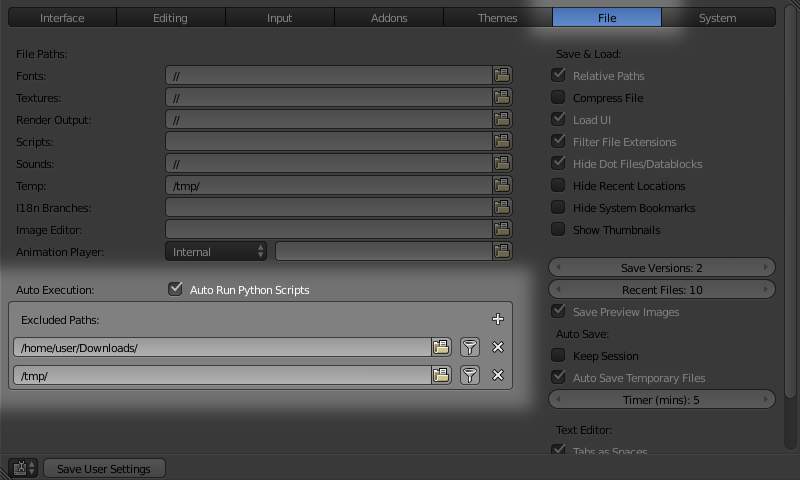 Interface Editing Input Addons Themes File System
File Paths:
Fonts: //
Textures: //
Render Output: //
Scripts:
Sounds: //
Temp: /tmp/
I18n Branches:
Image Editor:
Animation Player: Internal
Auto Execution: Auto Run Python Scripts
Excluded Paths:
/home/user/Downloads/
/tmp/
Save & Load:
Relative Paths
Compress File
Load UI
Filter File Extensions
Hide Dot Files/Datablocks
Hide Recent Locations
Hide System Bookmarks
Show Thumbnails
Save Versions: 2
Recent Files: 10
Save Preview Images
Auto Save:
Keep Session
Auto Save Temporary Files
Timer (mins): 5
Text Editor:
Tabs as Spaces
Save User Settings